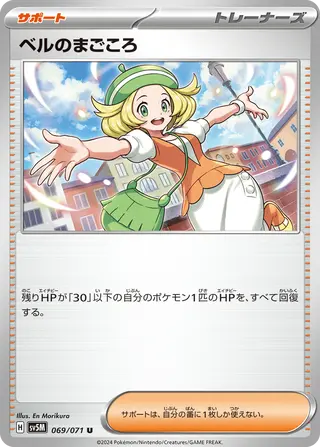 サポート
トレーナーズ
ベルのまごころ
残りHPが「30」以下の自分のポケモン1匹のHPを、すべて回復
する。
Illus. En Morikura
サポートは、自分の番に1枚しか使えない。
H SV5M 069/071 U
©2024 Pokémon/Nintendo/Creatures/GAME FREAK.